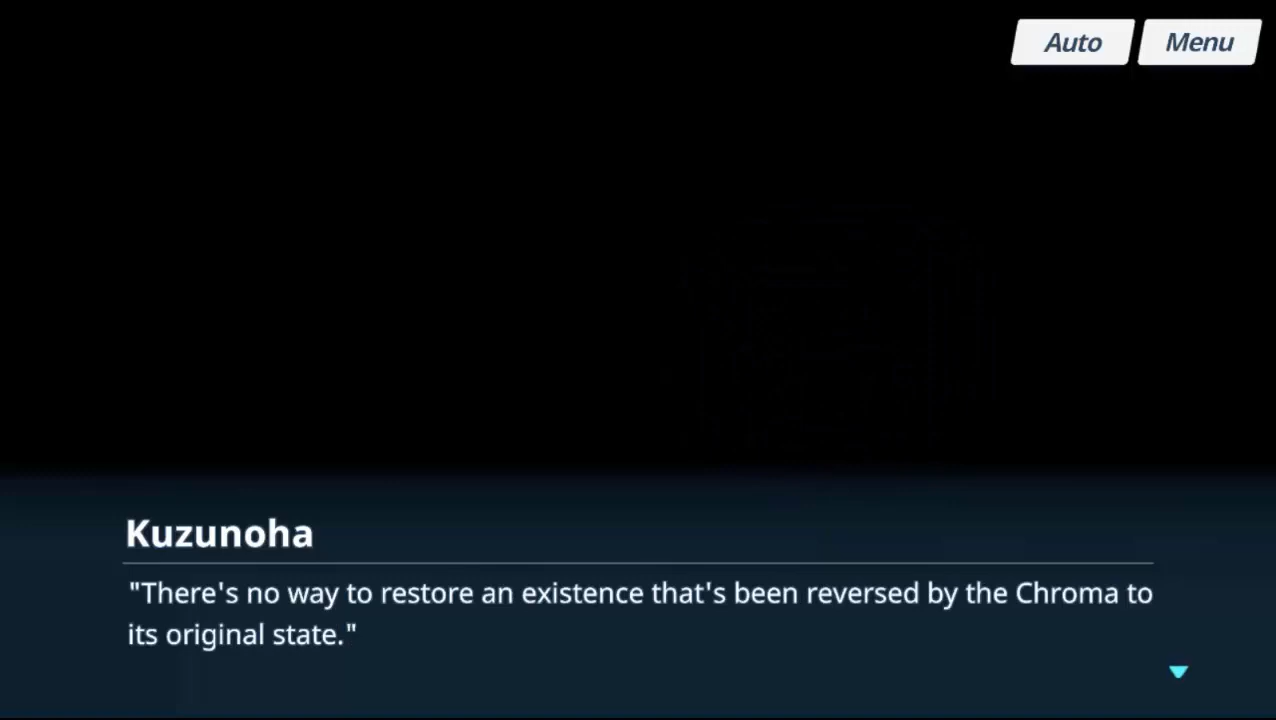 Auto Menu
Kuzunoha
"There's no way to restore an existence that's been reversed by the Chroma to
its original state."